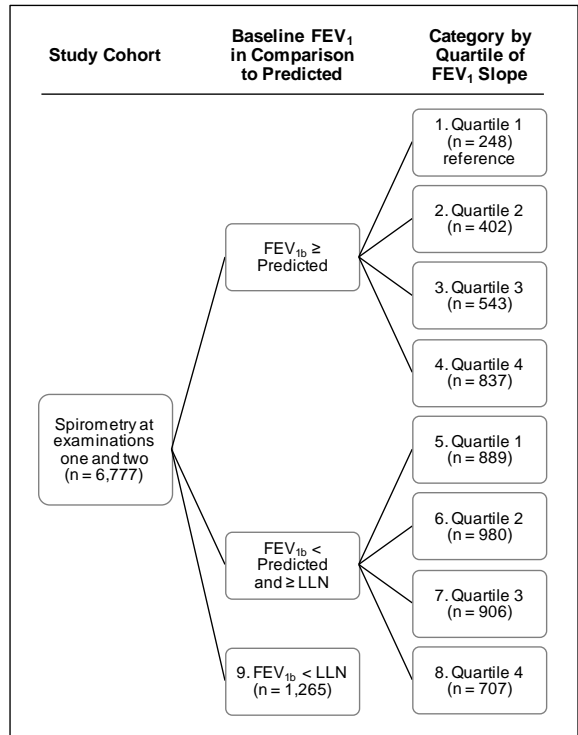 Study Cohort
Baseline FEV₁
in Comparison
to Predicted
Category by
Quartile of
FEV₁ Slope
1. Quartile 1
(n = 248)
reference
2. Quartile 2
(n = 402)
FEV₁b ≥
Predicted
3. Quartile 3
(n = 543)
4. Quartile 4
(n = 837)
Spirometry at
examinations
one and two
(n = 6,777)
5. Quartile 1
(n = 889)
6. Quartile 2
(n = 980)
FEV₁b <
Predicted
and ≥ LLN
7. Quartile 3
(n = 906)
9. FEV₁b < LLN
(n = 1,265)
8. Quartile 4
(n = 707)